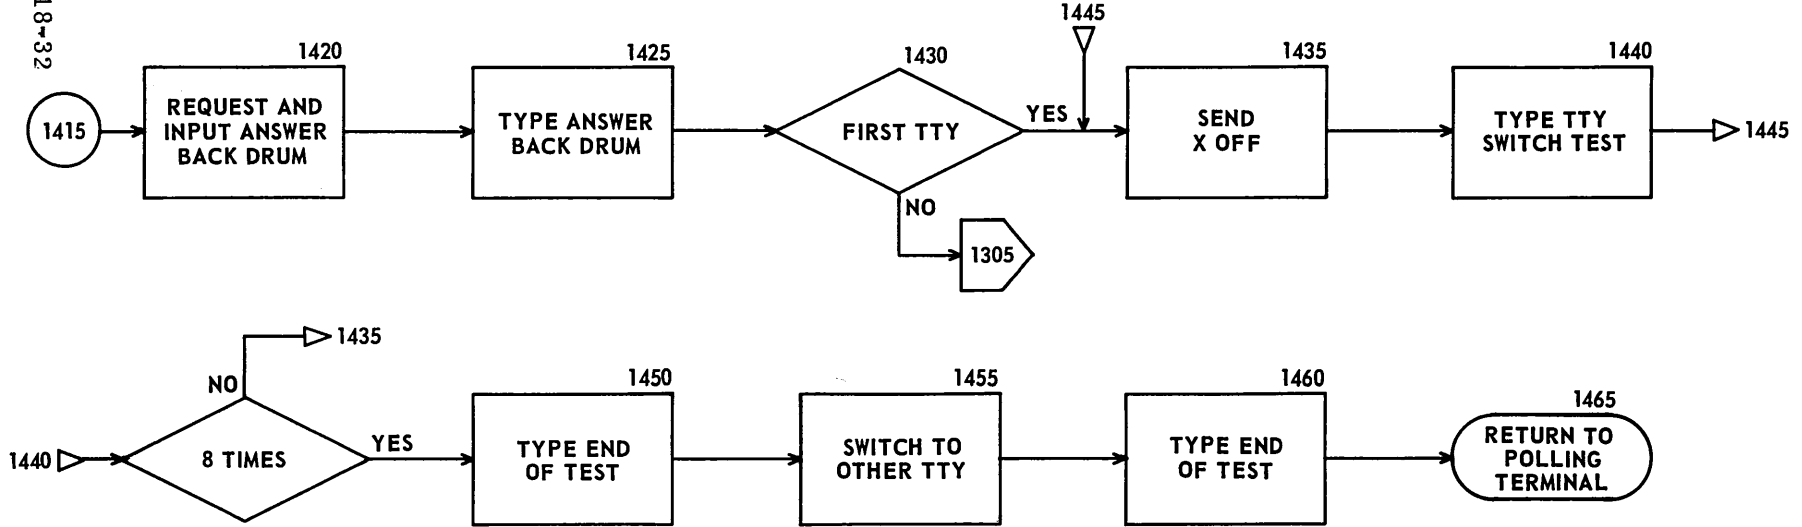 18-32
1445
1420
1425
1430
1435
1440
1415
REQUEST AND
INPUT ANSWER
BACK DRUM
TYPE ANSWER
BACK DRUM
FIRST TTY
YES
SEND
X OFF
TYPE TTY
SWITCH TEST
1445
NO
1305
1435
NO
1450
1455
1460
1465
1440
8 TIMES
YES
TYPE END
OF TEST
SWITCH TO
OTHER TTY
TYPE END
OF TEST
RETURN TO
POLLING
TERMINAL